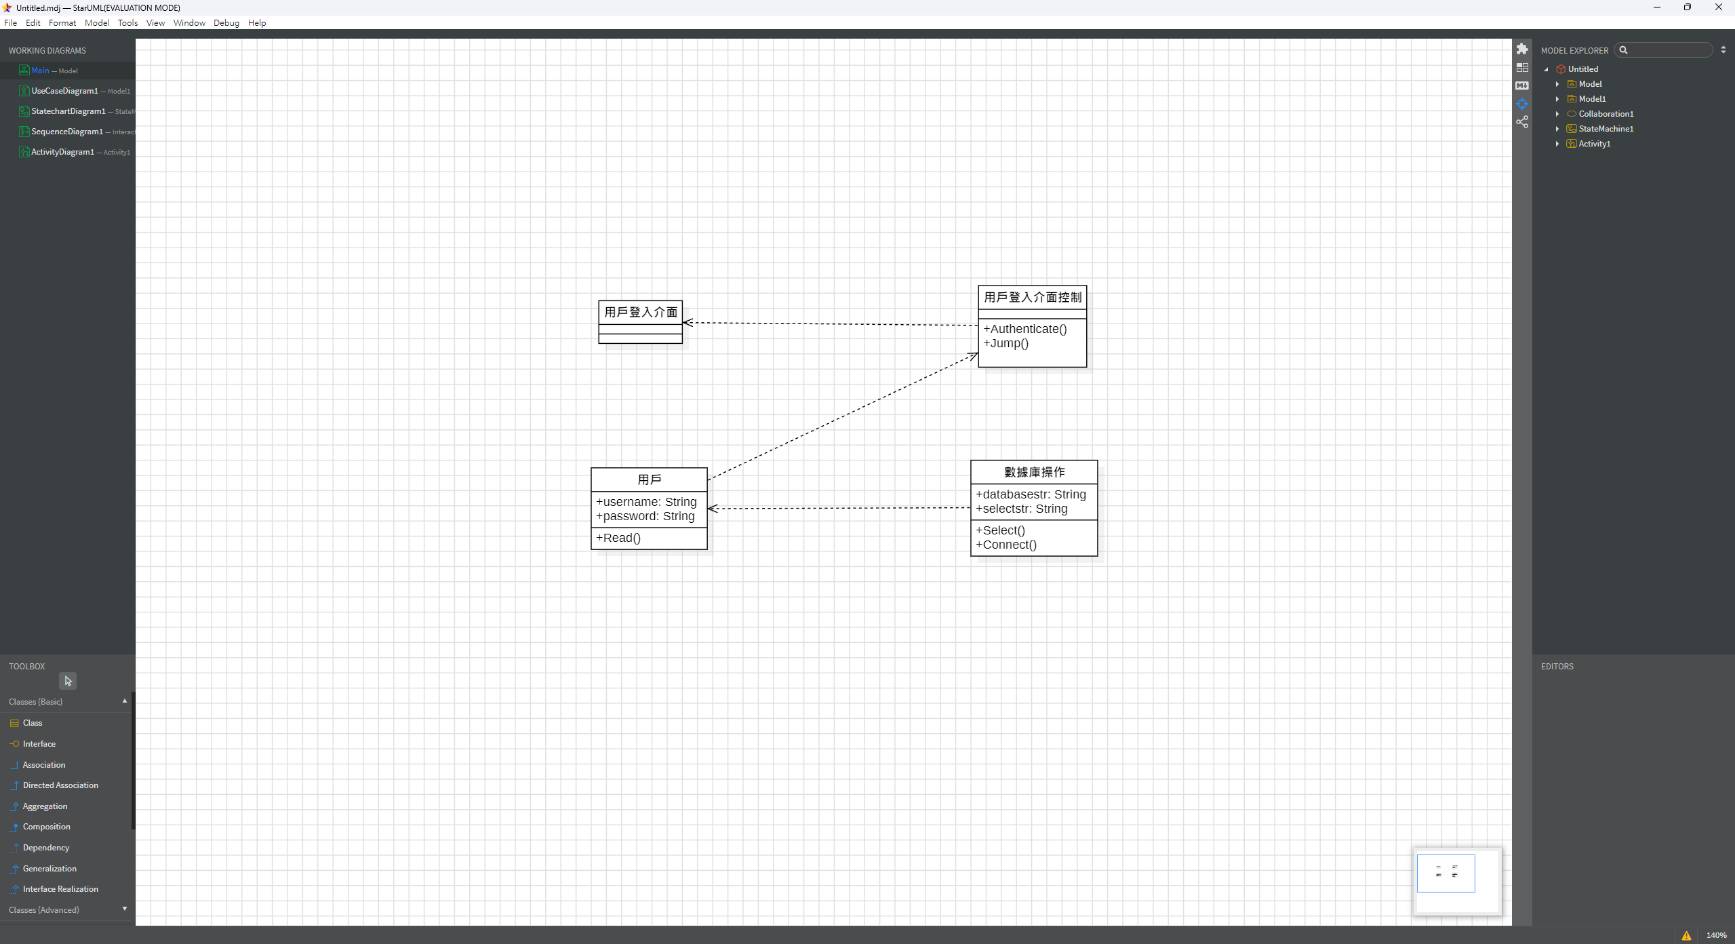 Untitled.mdj — StarUML(EVALUATION MODE)
File Edit Format Model Tools View Window Debug Help
WORKING DIAGRAMS
Main — Model
UseCaseDiagram1 — Model1
StatechartDiagram1 — StateM
SequenceDiagram1 — Interact
ActivityDiagram1 — Activity1
TOOLBOX
Classes (Basic)
Class
Interface
Association
Directed Association
Aggregation
Composition
Dependency
Generalization
Interface Realization
Classes (Advanced)
用戶登入介面
用戶登入介面控制
+Authenticate()
+Jump()
用戶
+username: String
+password: String
+Read()
數據庫操作
+databasestr: String
+selectstr: String
+Select()
+Connect()
MODEL EXPLORER
Untitled
Model
Model1
Collaboration1
StateMachine1
Activity1
EDITORS
140%